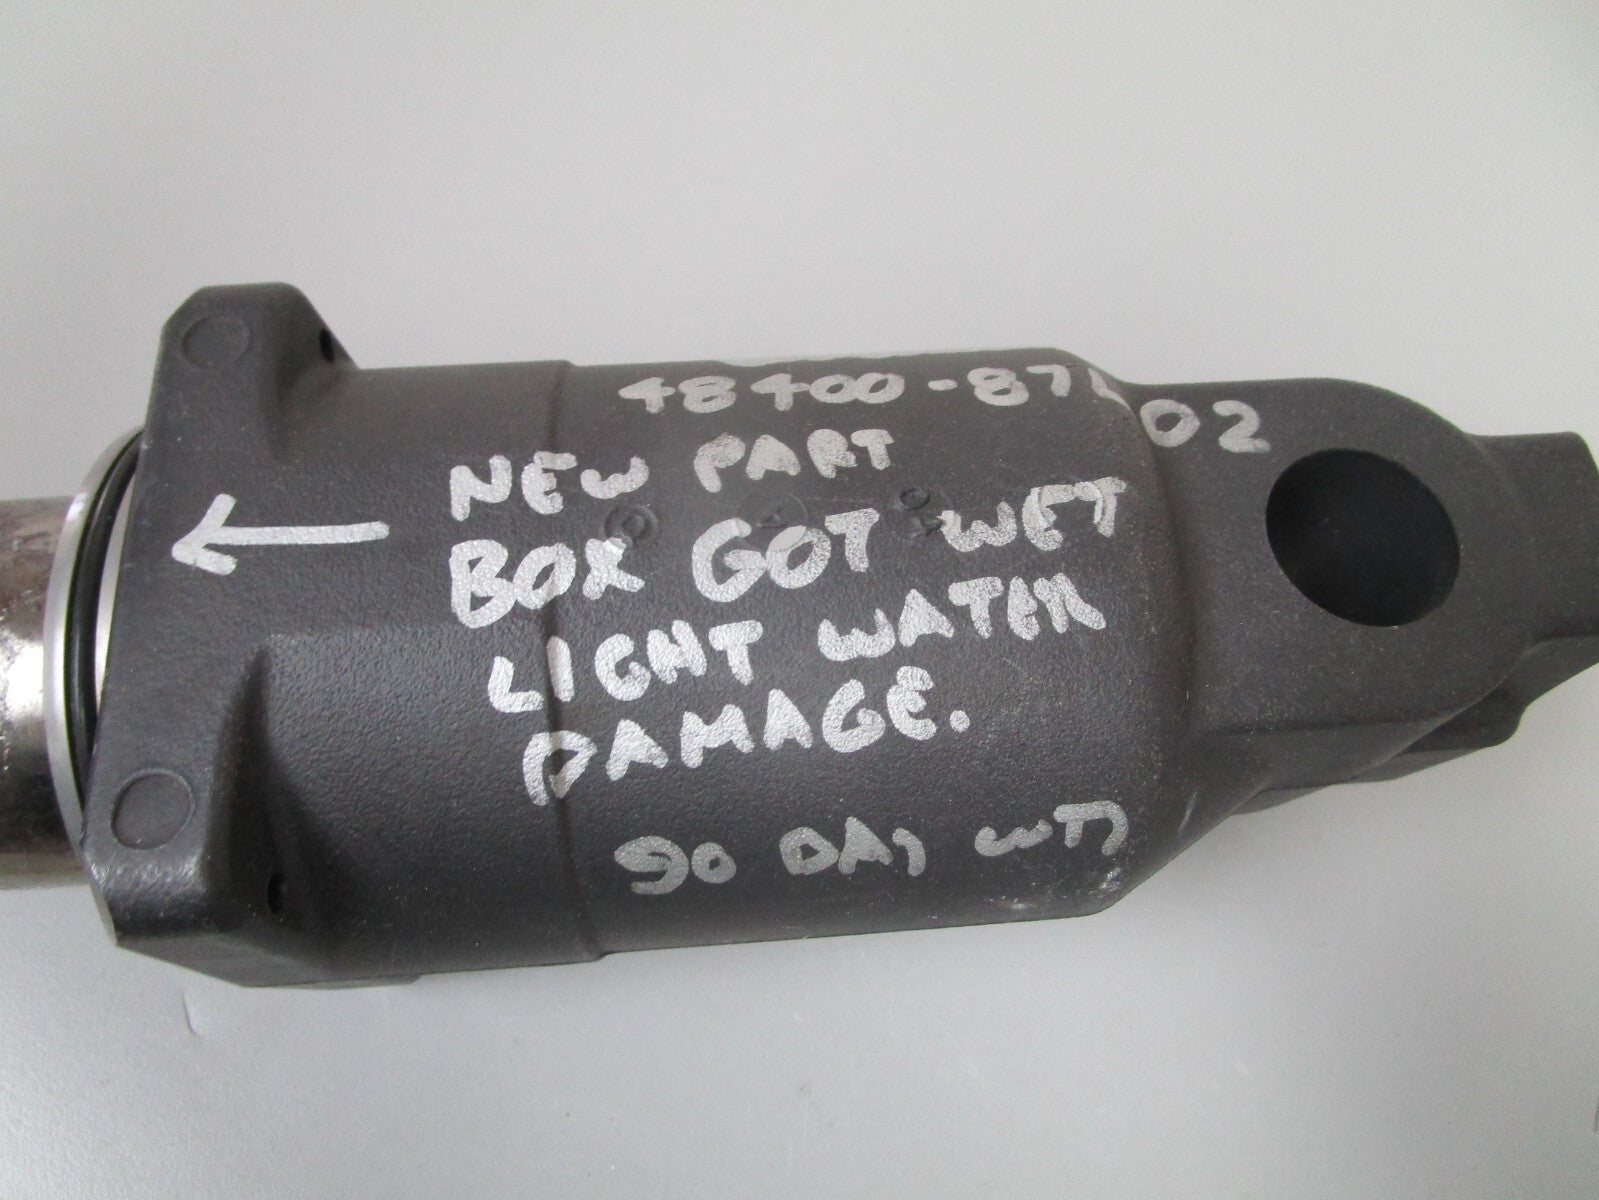 48400-87L02
NEW PART
BOX GOT WET
LIGHT WATER
DAMAGE.
90 DAY WTY